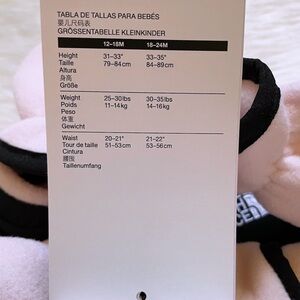 TABLA DE TALLAS PARA BEBÉS
婴儿尺码表
GRÖSSENTABELLE KLEINKINDER
12–18M 18–24M
Height 31–33" 33–35"
Taille 79–84cm 84–89cm
Altura
身高
Größe
Weight 25–30lbs 30–35lbs
Poids 11–14kg 14–16kg
Peso
体重
Gewicht
Waist 20–21" 21–22"
Tour de taille 51–53cm 53–56cm
Cintura
腰围
Taillenumfang